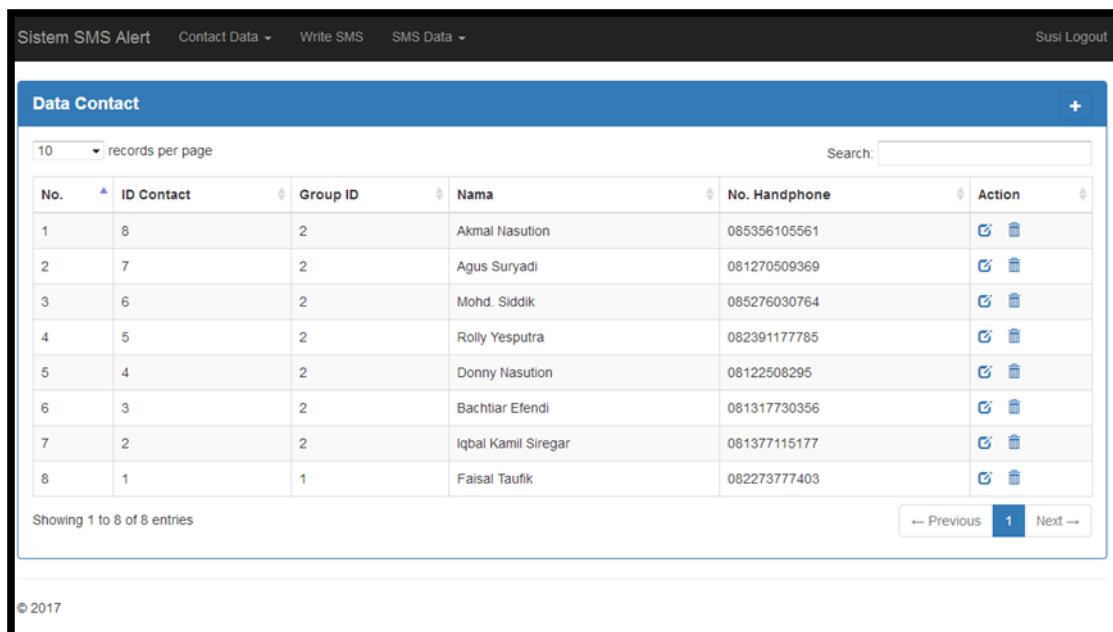 Sistem SMS Alert Contact Data Write SMS SMS Data Susi Logout
Data Contact +
10 records per page Search:
No. ID Contact Group ID Nama No. Handphone Action
1 8 2 Akmal Nasution 085356105561
2 7 2 Agus Suryadi 081270509369
3 6 2 Mohd. Siddik 085276030764
4 5 2 Rolly Yesputra 082391177785
5 4 2 Donny Nasution 08122508295
6 3 2 Bachtiar Efendi 081317730356
7 2 2 Iqbal Kamil Siregar 081377115177
8 1 1 Faisal Taufik 082273777403
Showing 1 to 8 of 8 entries ← Previous 1 Next →
© 2017